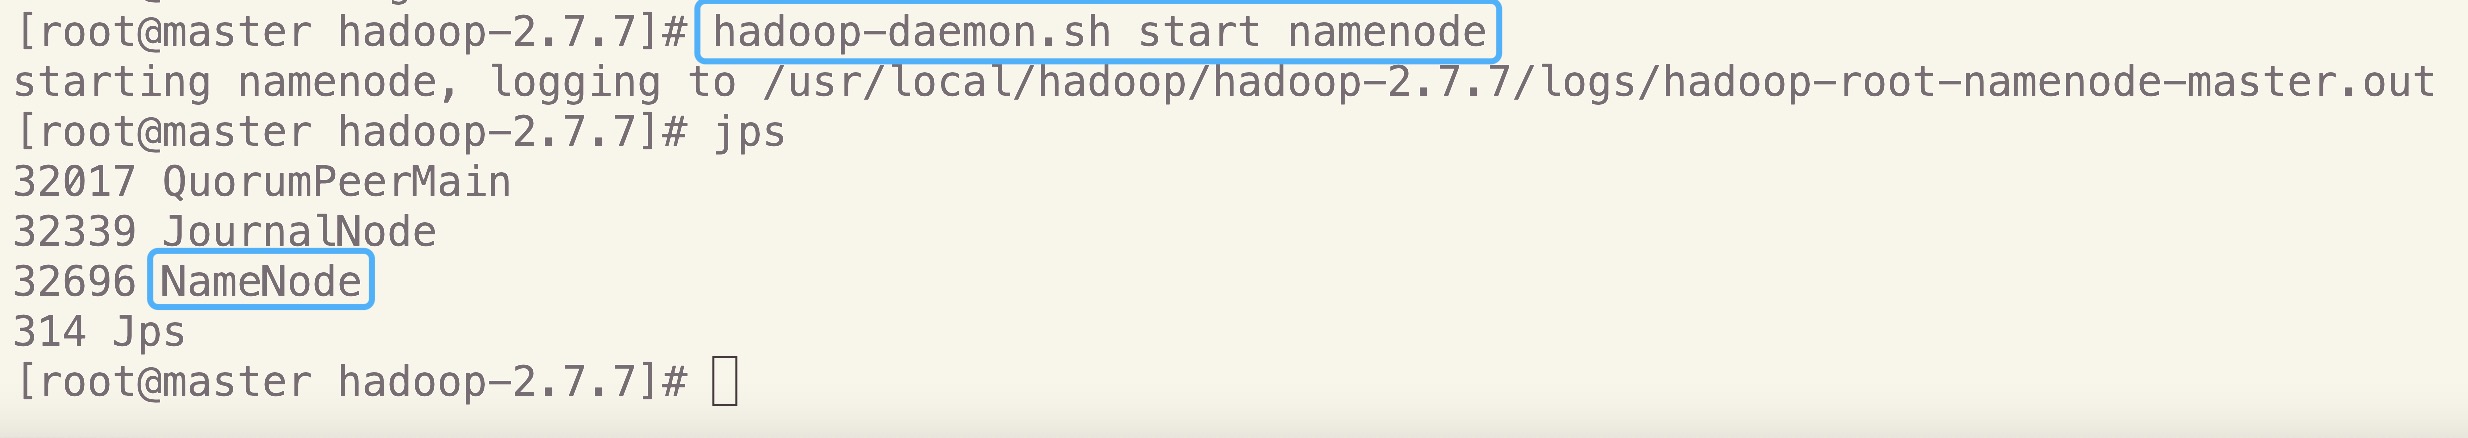 [root@master hadoop-2.7.7]# hadoop-daemon.sh start namenode
starting namenode, logging to /usr/local/hadoop/hadoop-2.7.7/logs/hadoop-root-namenode-master.out
[root@master hadoop-2.7.7]# jps
32017 QuorumPeerMain
32339 JournalNode
32696 NameNode
314 Jps
[root@master hadoop-2.7.7]#